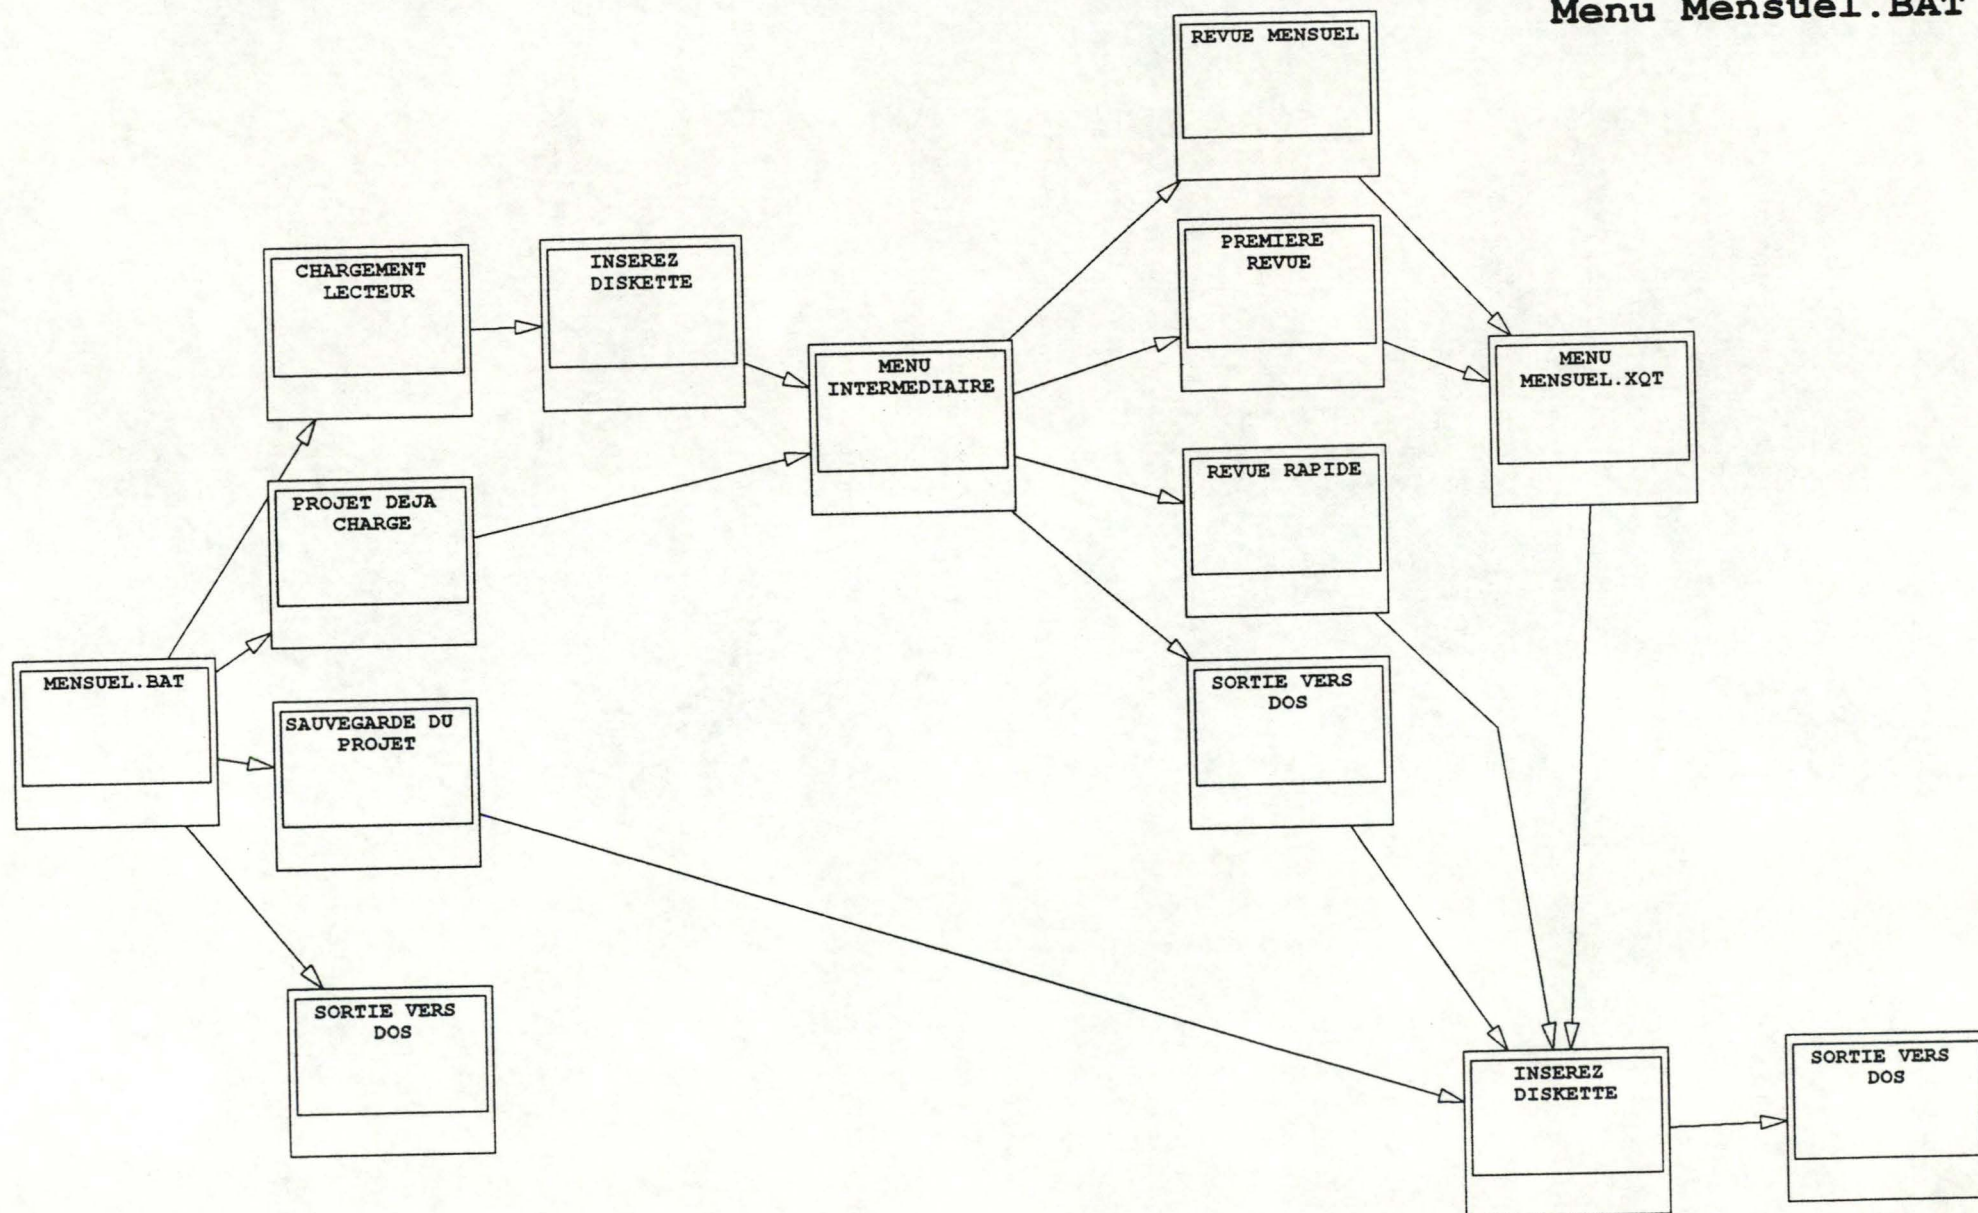 Menu Mensuel.BAT
REVUE MENSUEL
PREMIERE
REVUE
CHARGEMENT
LECTEUR
INSEREZ
DISKETTE
MENU
INTERMEDIAIRE
MENU
MENSUEL.XQT
REVUE RAPIDE
PROJET DEJA
CHARGE
MENSUEL.BAT
SAUVEGARDE DU
PROJET
SORTIE VERS
DOS
SORTIE VERS
DOS
INSEREZ
DISKETTE
SORTIE VERS
DOS